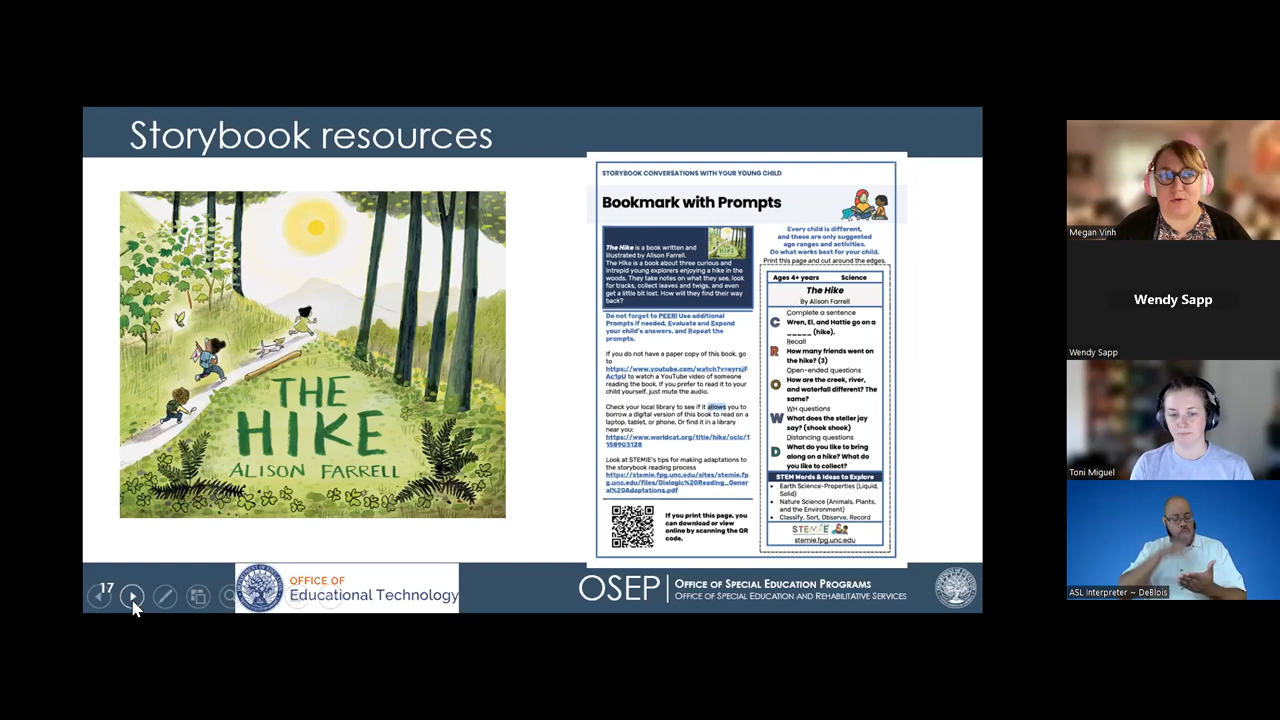 Storybook resources
THE
HIKE
ALISON FARRELL
STORYBOOK CONVERSATIONS WITH YOUR YOUNG CHILD
Bookmark with Prompts
The Hike is a book written and
illustrated by Alison Farrell.
The Hike is a book about three curious and
intrepid young explorers enjoying a hike in the
woods. They take notes on what they see, look
for tracks, collect leaves and twigs, and even
get a little bit lost. How will they find their way
back?
Do not forget to PEER! Use additional
Prompts if needed, Evaluate and Expand
your child's answers, and Repeat the
prompts.
If you do not have a paper copy of this book, go
to
to watch a YouTube video of someone
reading the book. If you prefer to read it to your
child yourself, just mute the audio.
Check your local library to see if it allows you to
borrow a digital version of this book to read on a
laptop, tablet, or phone. Or find it in a library
near you:
https://www.worldcat.org/title/hike/oclc/1
158903128
Look at STEMIE's tips for making adaptations to
the storybook reading process
https://stemie.fpg.unc.edu/sites/stemie.fp
g.unc.edu/files/Dialogic%20Reading_Gener
al%20Adaptations.pdf
If you print this page, you
can download or view
online by scanning the QR
code.
Every child is different,
and these are only suggested
age ranges and activities.
Do what works best for your child.
Print this page and cut around the edges.
Ages 4+ years Science
The Hike
By Alison Farrell
Complete a sentence
C Wren, El, and Hattie go on a
_____ (hike).
Recall
R How many friends went on
the hike? (3)
Open-ended questions
O How are the creek, river,
and waterfall different? The
same?
WH questions
W What does the steller jay
say? (shook shook)
Distancing questions
D What do you like to bring
along on a hike? What do
you like to collect?
STEM Words & Ideas to Explore
• Earth Science-Properties (Liquid,
Solid)
• Nature Science (Animals, Plants,
and the Environment)
• Classify, Sort, Observe, Record
STEMIE
stemie.fpg.unc.edu
17
OFFICE OF
Educational Technology
OSEP
OFFICE OF SPECIAL EDUCATION PROGRAMS
OFFICE OF SPECIAL EDUCATION AND REHABILITATIVE SERVICES
Megan Vinh
Wendy Sapp
Wendy Sapp
Toni Miguel
ASL Interpreter ~ DeBlois